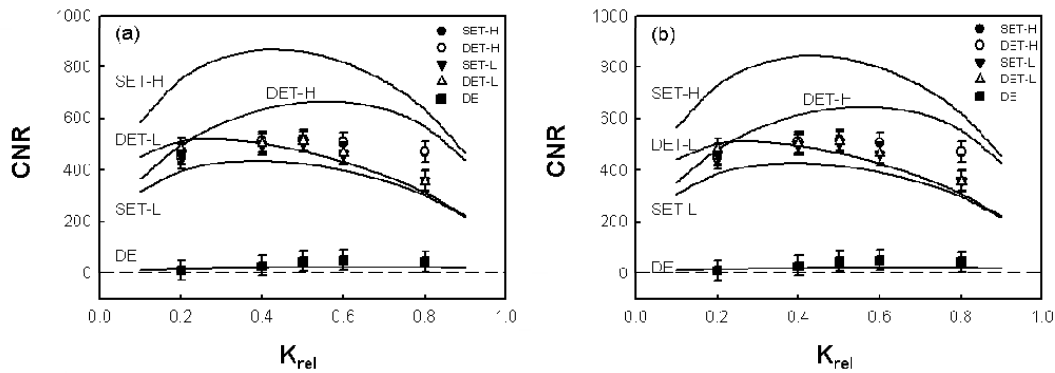 (a)
1000
800
600
400
200
0
CNR
SET-H
DET-H
SET-L
DET-L
DE
SET-H
DET-H
DET-L
SET-L
DE
0.0 0.2 0.4 0.6 0.8 1.0
Krel
(b)
1000
800
600
400
200
0
CNR
SET-H
DET-H
SET-L
DET-L
DE
SET-H
DET-H
DET-L
SET L
DE
0.0 0.2 0.4 0.6 0.8 1.0
Krel